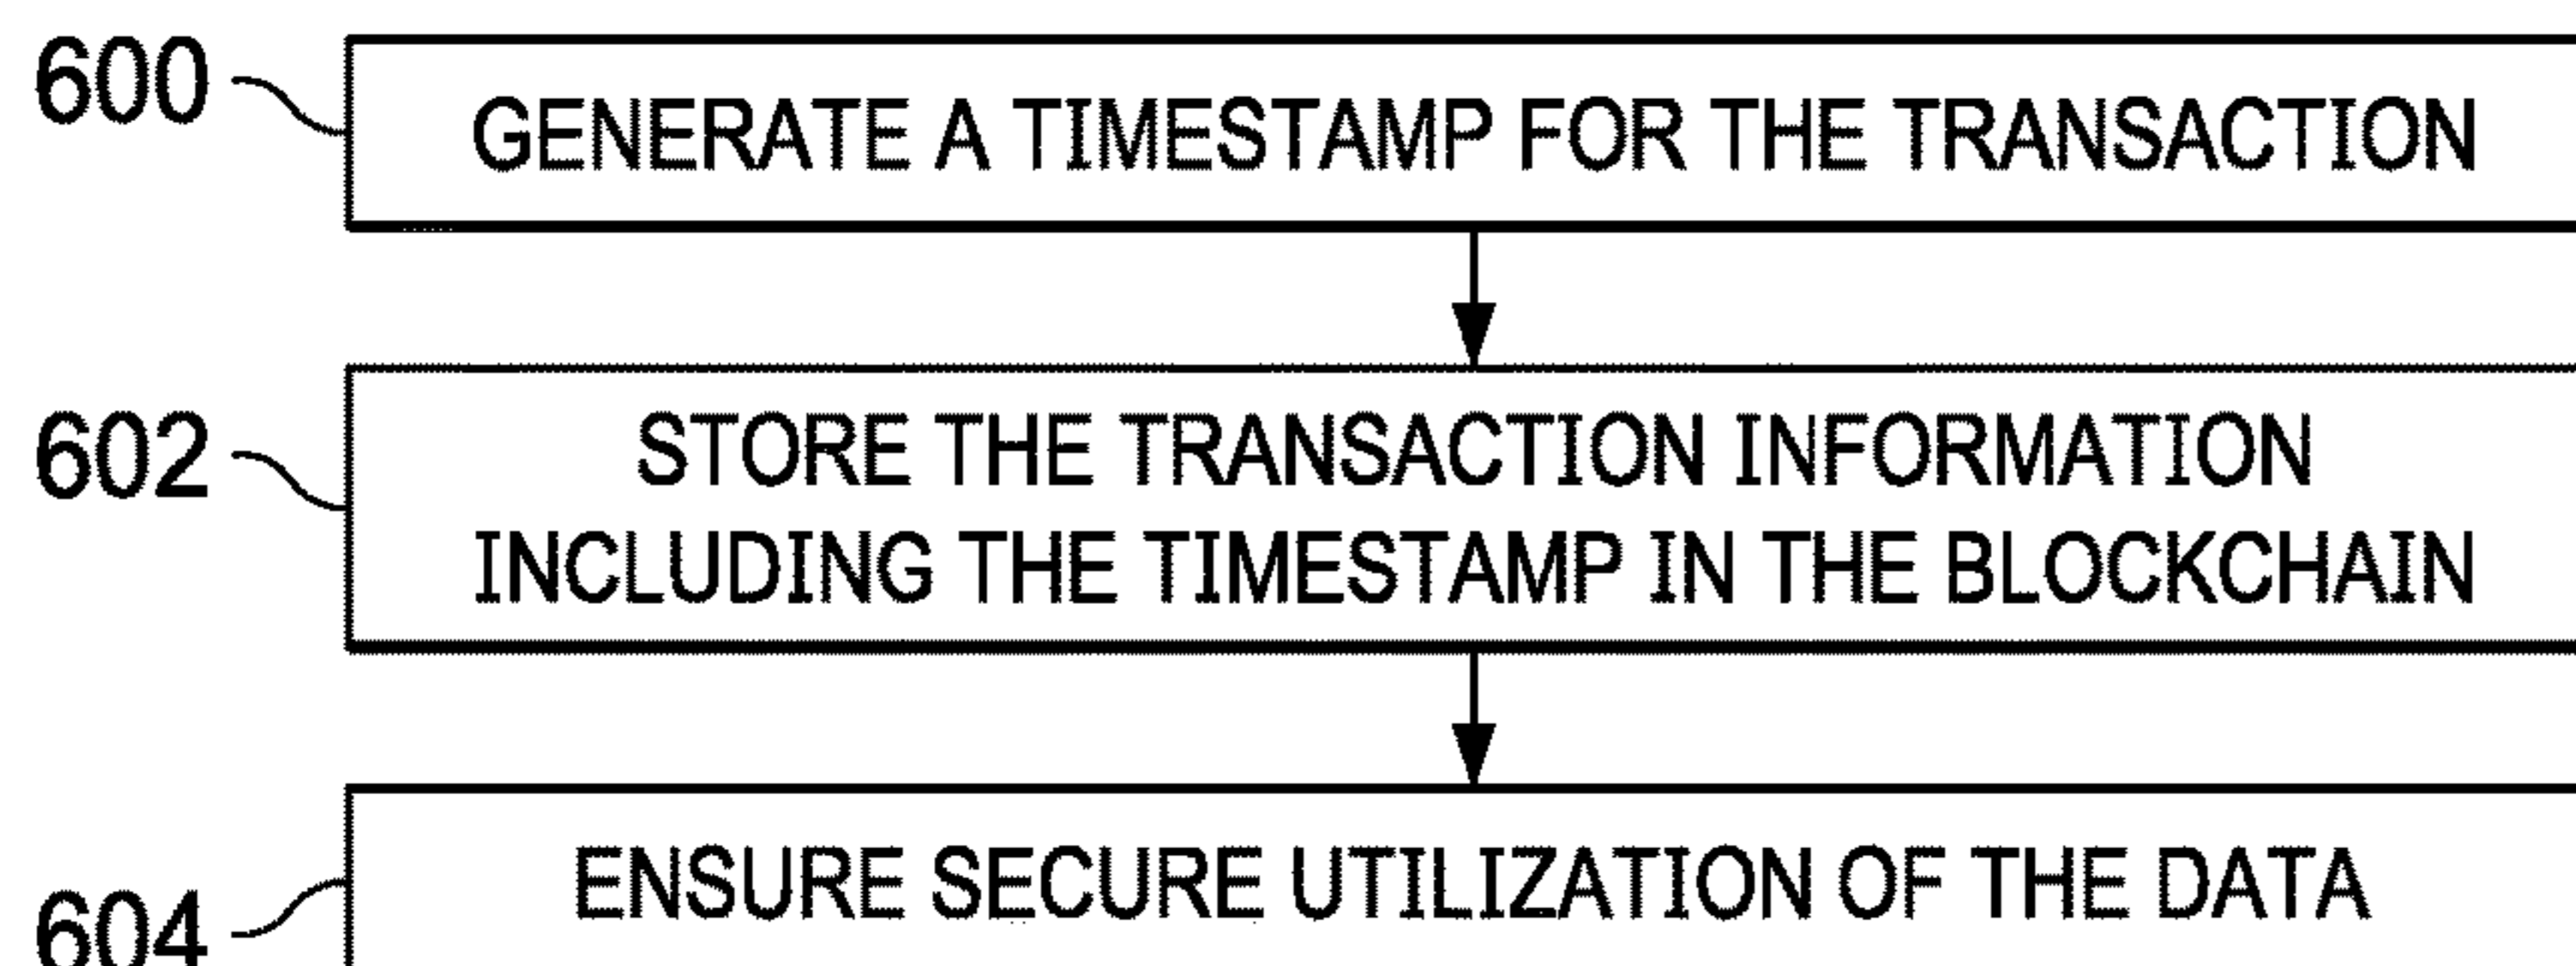 600
GENERATE A TIMESTAMP FOR THE TRANSACTION
602
STORE THE TRANSACTION INFORMATION
INCLUDING THE TIMESTAMP IN THE BLOCKCHAIN
604
ENSURE SECURE UTILIZATION OF THE DATA